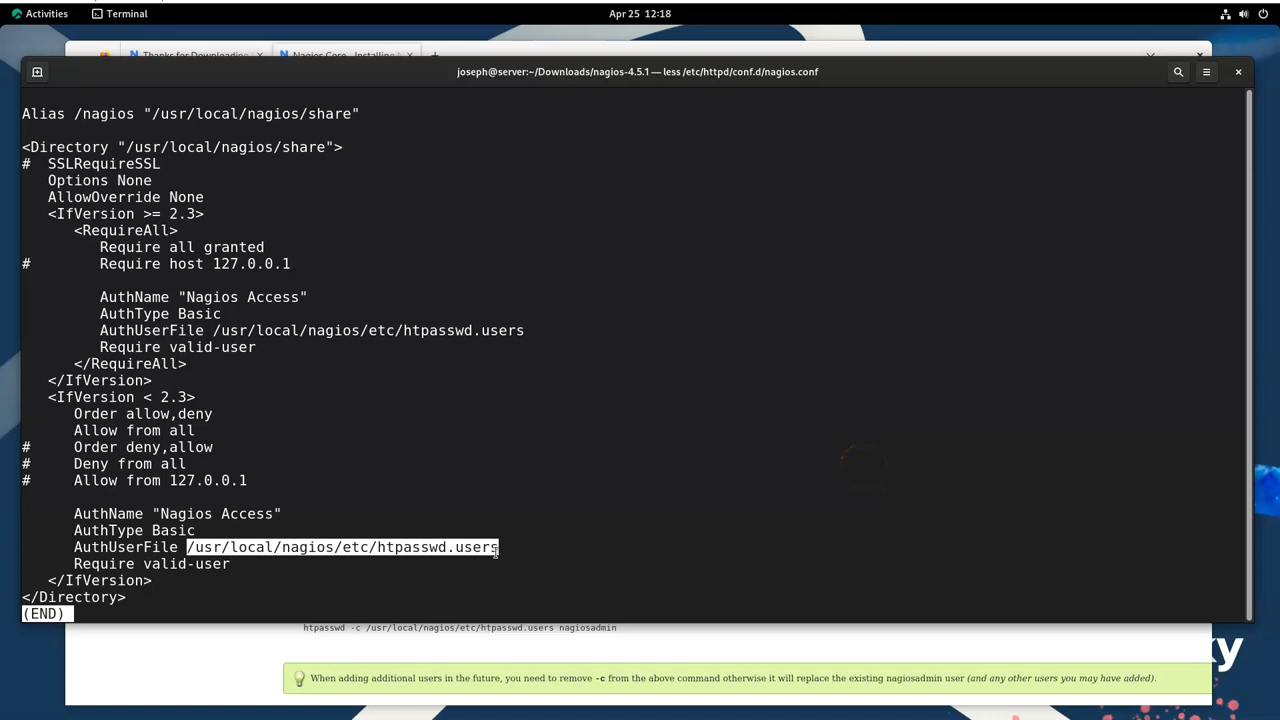 Activities Terminal Apr 25 12:18
Thanks for Downloading Nagios Core - Installing
joseph@server:~/Downloads/nagios-4.5.1 — less /etc/httpd/conf.d/nagios.conf
Alias /nagios "/usr/local/nagios/share"
<Directory "/usr/local/nagios/share">
#  SSLRequireSSL
   Options None
   AllowOverride None
   <IfVersion >= 2.3>
      <RequireAll>
         Require all granted
#        Require host 127.0.0.1
         AuthName "Nagios Access"
         AuthType Basic
         AuthUserFile /usr/local/nagios/etc/htpasswd.users
         Require valid-user
      </RequireAll>
   </IfVersion>
   <IfVersion < 2.3>
      Order allow,deny
      Allow from all
#     Order deny,allow
#     Deny from all
#     Allow from 127.0.0.1
      AuthName "Nagios Access"
      AuthType Basic
      AuthUserFile /usr/local/nagios/etc/htpasswd.users
      Require valid-user
   </IfVersion>
</Directory>
(END)
htpasswd -c /usr/local/nagios/etc/htpasswd.users nagiosadmin
When adding additional users in the future, you need to remove -c from the above command otherwise it will replace the existing nagiosadmin user (and any other users you may have added).
ky